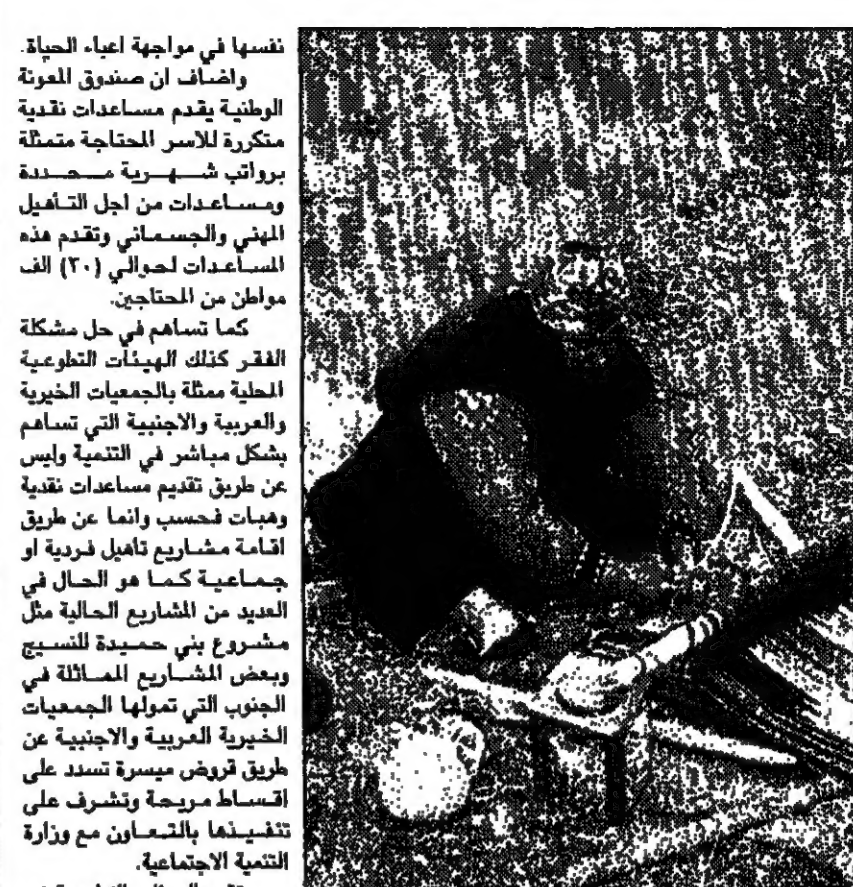 نفسها في مواجهة اعباء الحياة.
واضاف ان صندوق المعونة
الوطنية يقدم مساعدات نقدية
متكررة للاسر المحتاجة متمثلة
برواتب شهرية محددة
ومساعدات من اجل التأهيل
المهني والجسماني وتقدم هذه
المساعدات لحوالي (٣٠) الف
مواطن من المحتاجين.
كما تساهم في حل مشكلة
الفقر كذلك الهيئات التطوعية
المحلية ممثلة بالجمعيات الخيرية
والعربية والاجنبية التي تساهم
بشكل مباشر في التنمية وليس
عن طريق تقديم مساعدات نقدية
وهبات فحسب وانما عن طريق
اقامة مشاريع تأهيل فردية او
جماعية كما هو الحال في
العديد من المشاريع الحالية مثل
مشروع بني حميدة للنسيج
وبعض المشاريع المماثلة في
الجنوب التي تمولها الجمعيات
الخيرية العربية والاجنبية عن
طريق قروض ميسرة تسدد على
اقساط مريحة وتشرف على
تنفيذها بالتعاون مع وزارة
التنمية الاجتماعية.